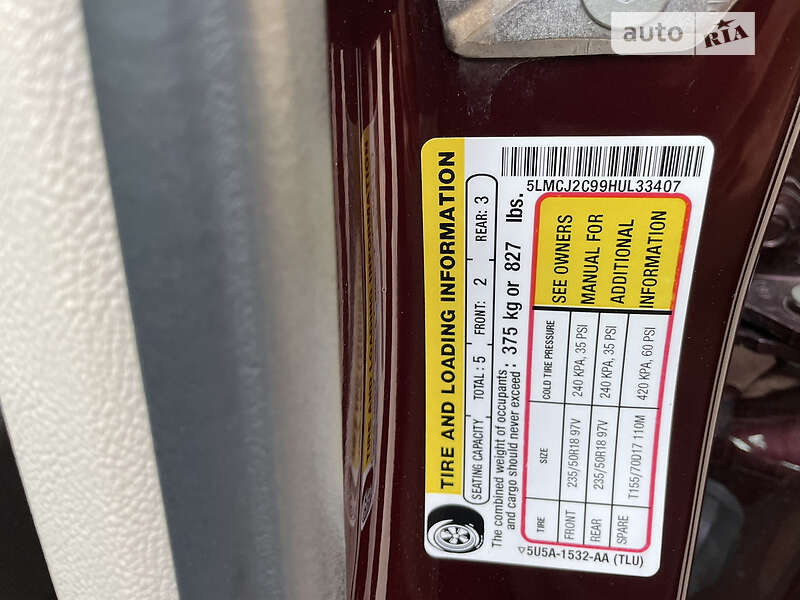 auto RIA
5LMCJ2C99HUL33407
TIRE AND LOADING INFORMATION
SEATING CAPACITY TOTAL: 5 FRONT: 2 REAR: 3
The combined weight of occupants
and cargo should never exceed: 375 kg or 827 lbs.
TIRE SIZE COLD TIRE PRESSURE
FRONT 235/50R18 97V 240 KPA, 35 PSI
REAR 235/50R18 97V 240 KPA, 35 PSI
SPARE T155/70D17 110M 420 KPA, 60 PSI
SEE OWNERS
MANUAL FOR
ADDITIONAL
INFORMATION
5U5A-1532-AA (TLU)